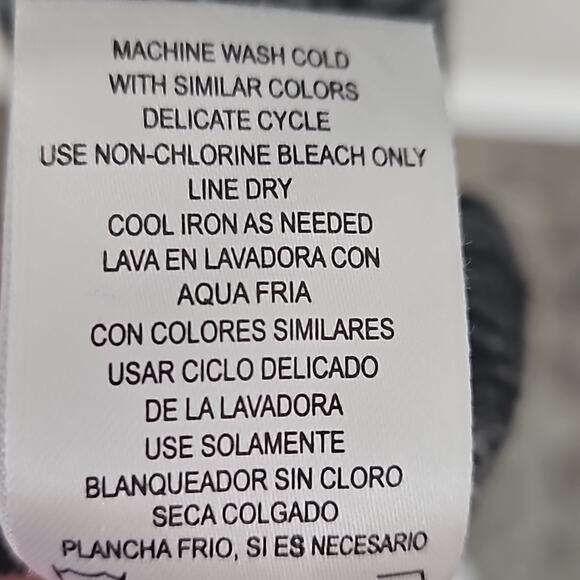 MACHINE WASH COLD
WITH SIMILAR COLORS
DELICATE CYCLE
USE NON-CHLORINE BLEACH ONLY
LINE DRY
COOL IRON AS NEEDED
LAVA EN LAVADORA CON
AQUA FRIA
CON COLORES SIMILARES
USAR CICLO DELICADO
DE LA LAVADORA
USE SOLAMENTE
BLANQUEADOR SIN CLORO
SECA COLGADO
PLANCHA FRIO, SI ES NECESARIO